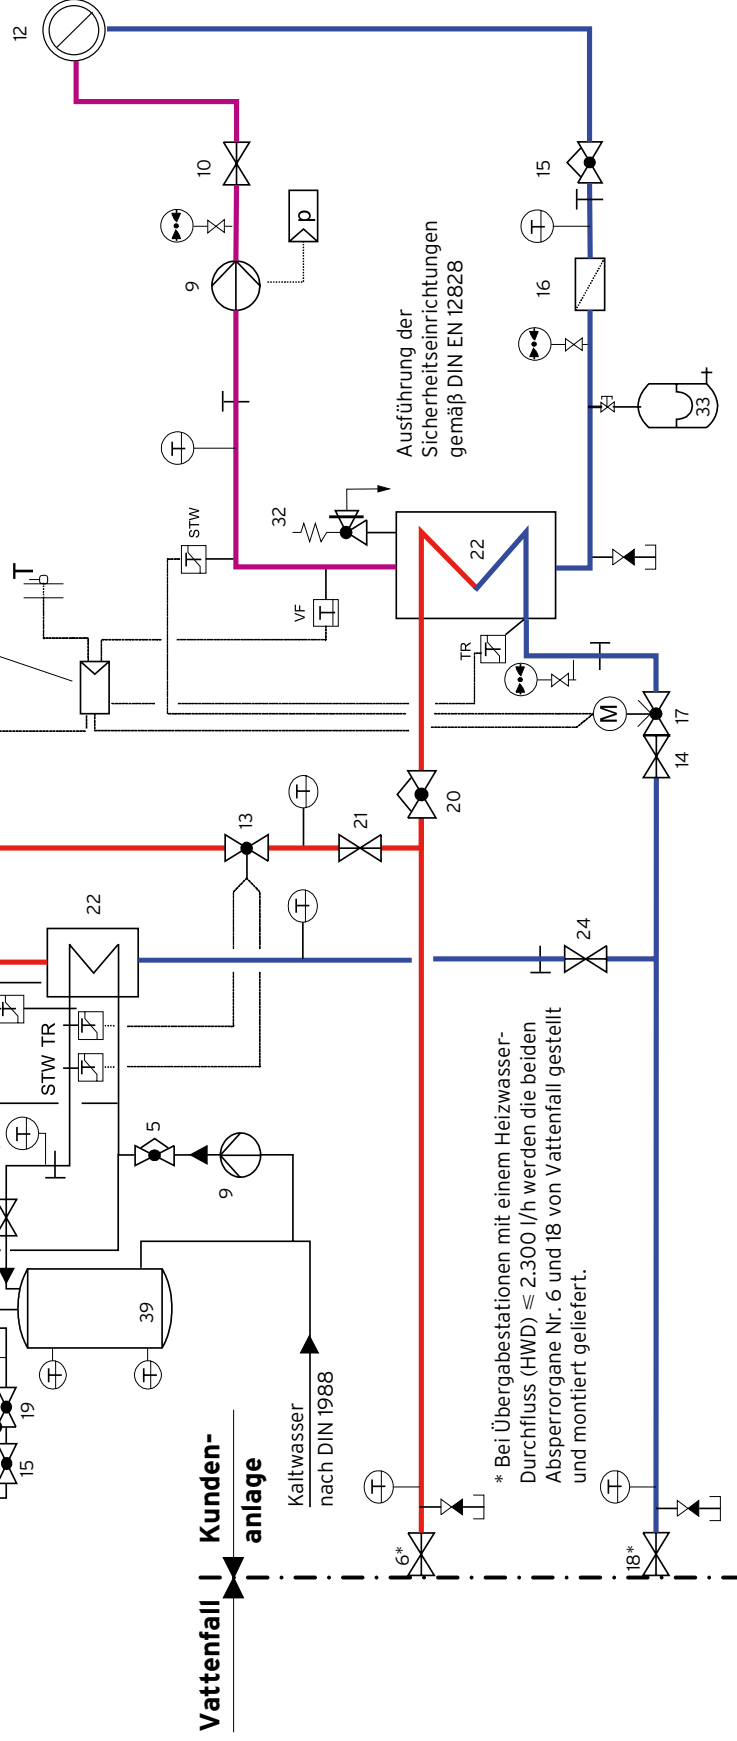 12
10
15
9
p
T
16
Ausführung der
Sicherheitseinrichtungen
gemäß DIN EN 12828
33
T
STW
32
22
T
VF
T
TR
T
M
17
14
T
21
13
20
22
T
24
STW TR
T
T
T
5
9
39
T
T
19
15
Kaltwasser
nach DIN 1988
* Bei Übergabestationen mit einem Heizwasser-
Durchfluss (HWD) ≤ 2.300 l/h werden die beiden
Absperrorgane Nr. 6 und 18 von Vattenfall gestellt
und montiert geliefert.
Kunden-
anlage
Vattenfall
T
6*
T
18*
T
T